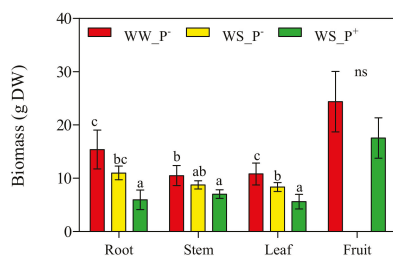 WW_P⁻ WS_P⁻ WS_P⁺
Biomass (g DW)
40
30
20
10
0
c bc a
b ab a
c b a
ns
Root Stem Leaf Fruit